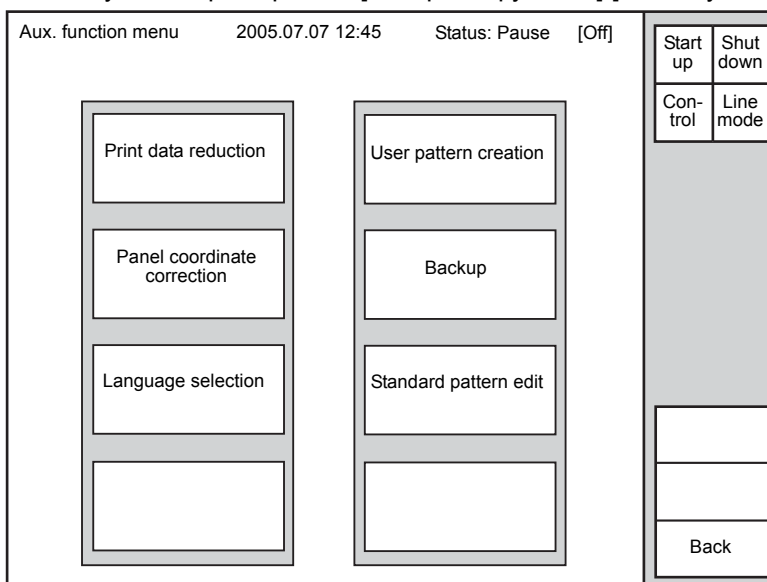 Aux. function menu 2005.07.07 12:45 Status: Pause [Off]
Start up
Shut down
Con-
trol
Line mode
Print data reduction
User pattern creation
Panel coordinate
correction
Backup
Language selection
Standard pattern edit
Back